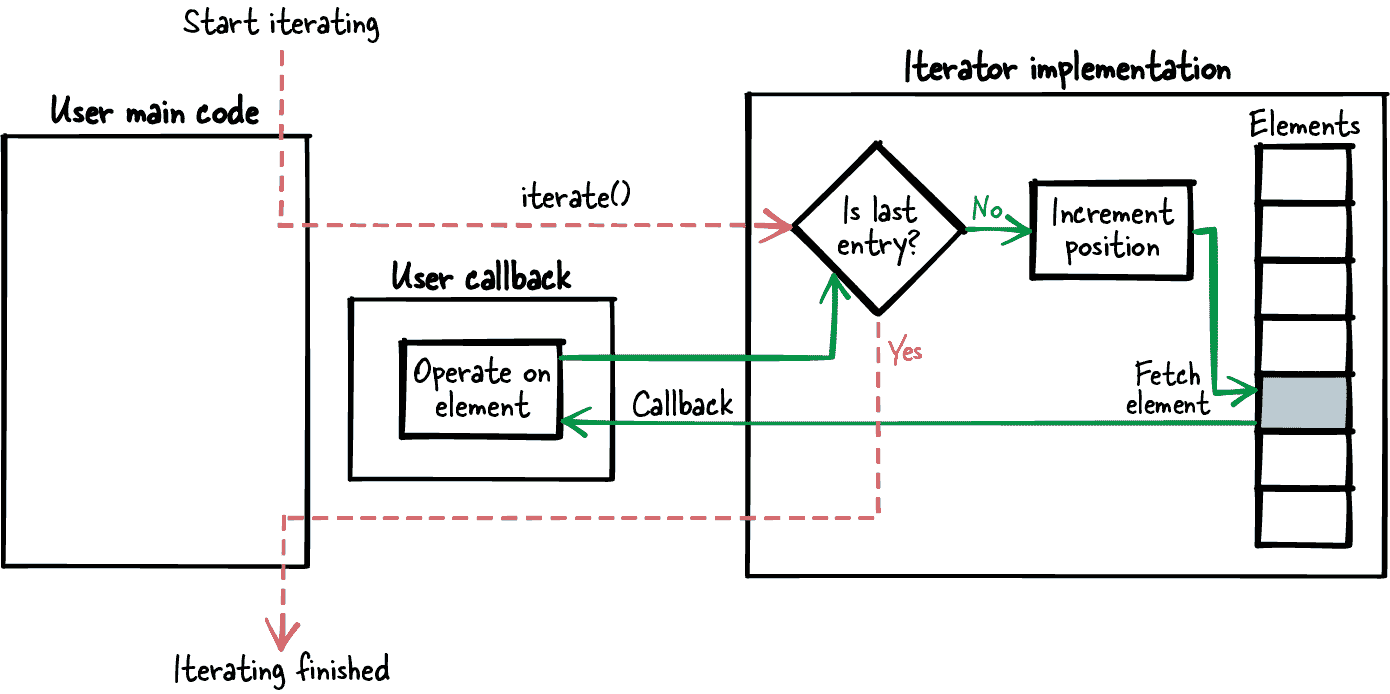 Start iterating
Iterator implementation
User main code
Elements
iterate()
Is last
entry?
No
Increment
position
User callback
Yes
Operate on
element
Callback
Fetch
element
Iterating finished